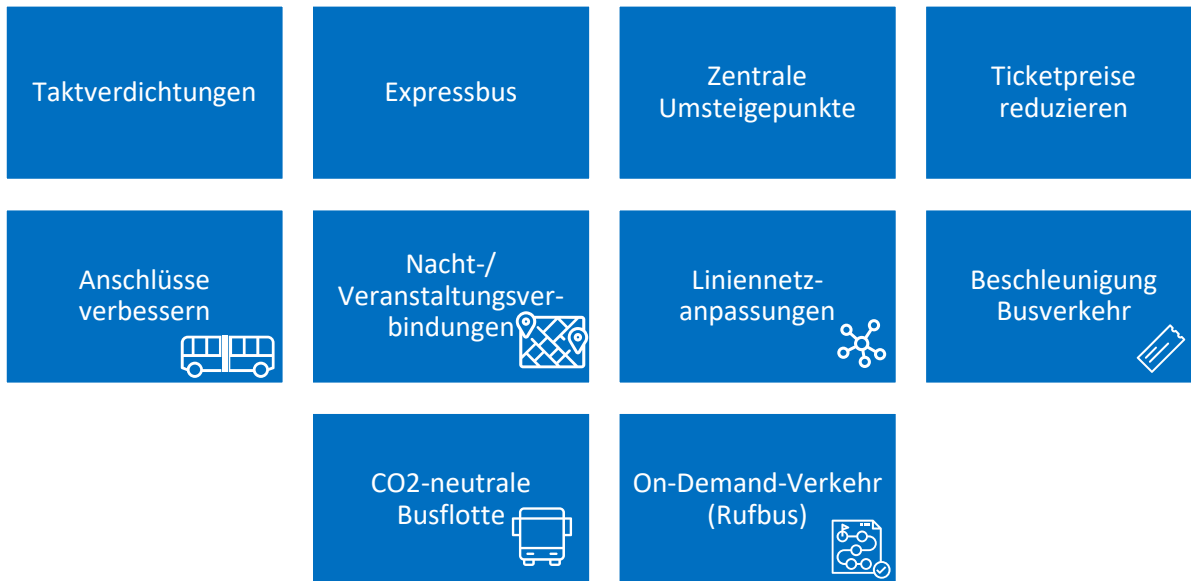 Taktverdichtungen
Expressbus
Zentrale
Umsteigepunkte
Ticketpreise
reduzieren
Anschlüsse
verbessern
Nacht-/
Veranstaltungsver-
bindungen
Liniennetz-
anpassungen
Beschleunigung
Busverkehr
CO2-neutrale
Busflotte
On-Demand-Verkehr
(Rufbus)